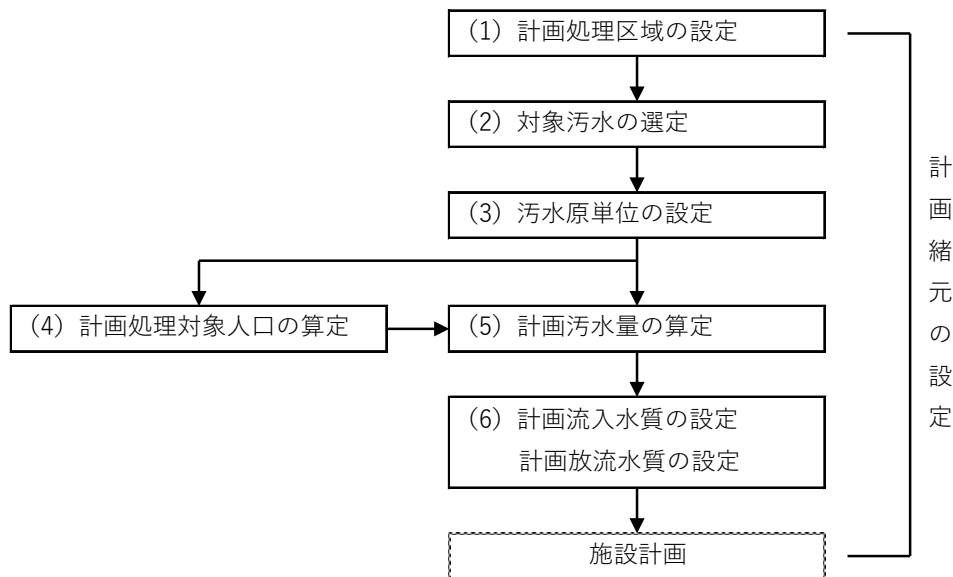 (1) 計画処理区域の設定
(2) 対象汚水の選定
(3) 汚水原単位の設定
(4) 計画処理対象人口の算定
(5) 計画汚水量の算定
(6) 計画流入水質の設定
計画放流水質の設定
施設計画
計画緒元の設定